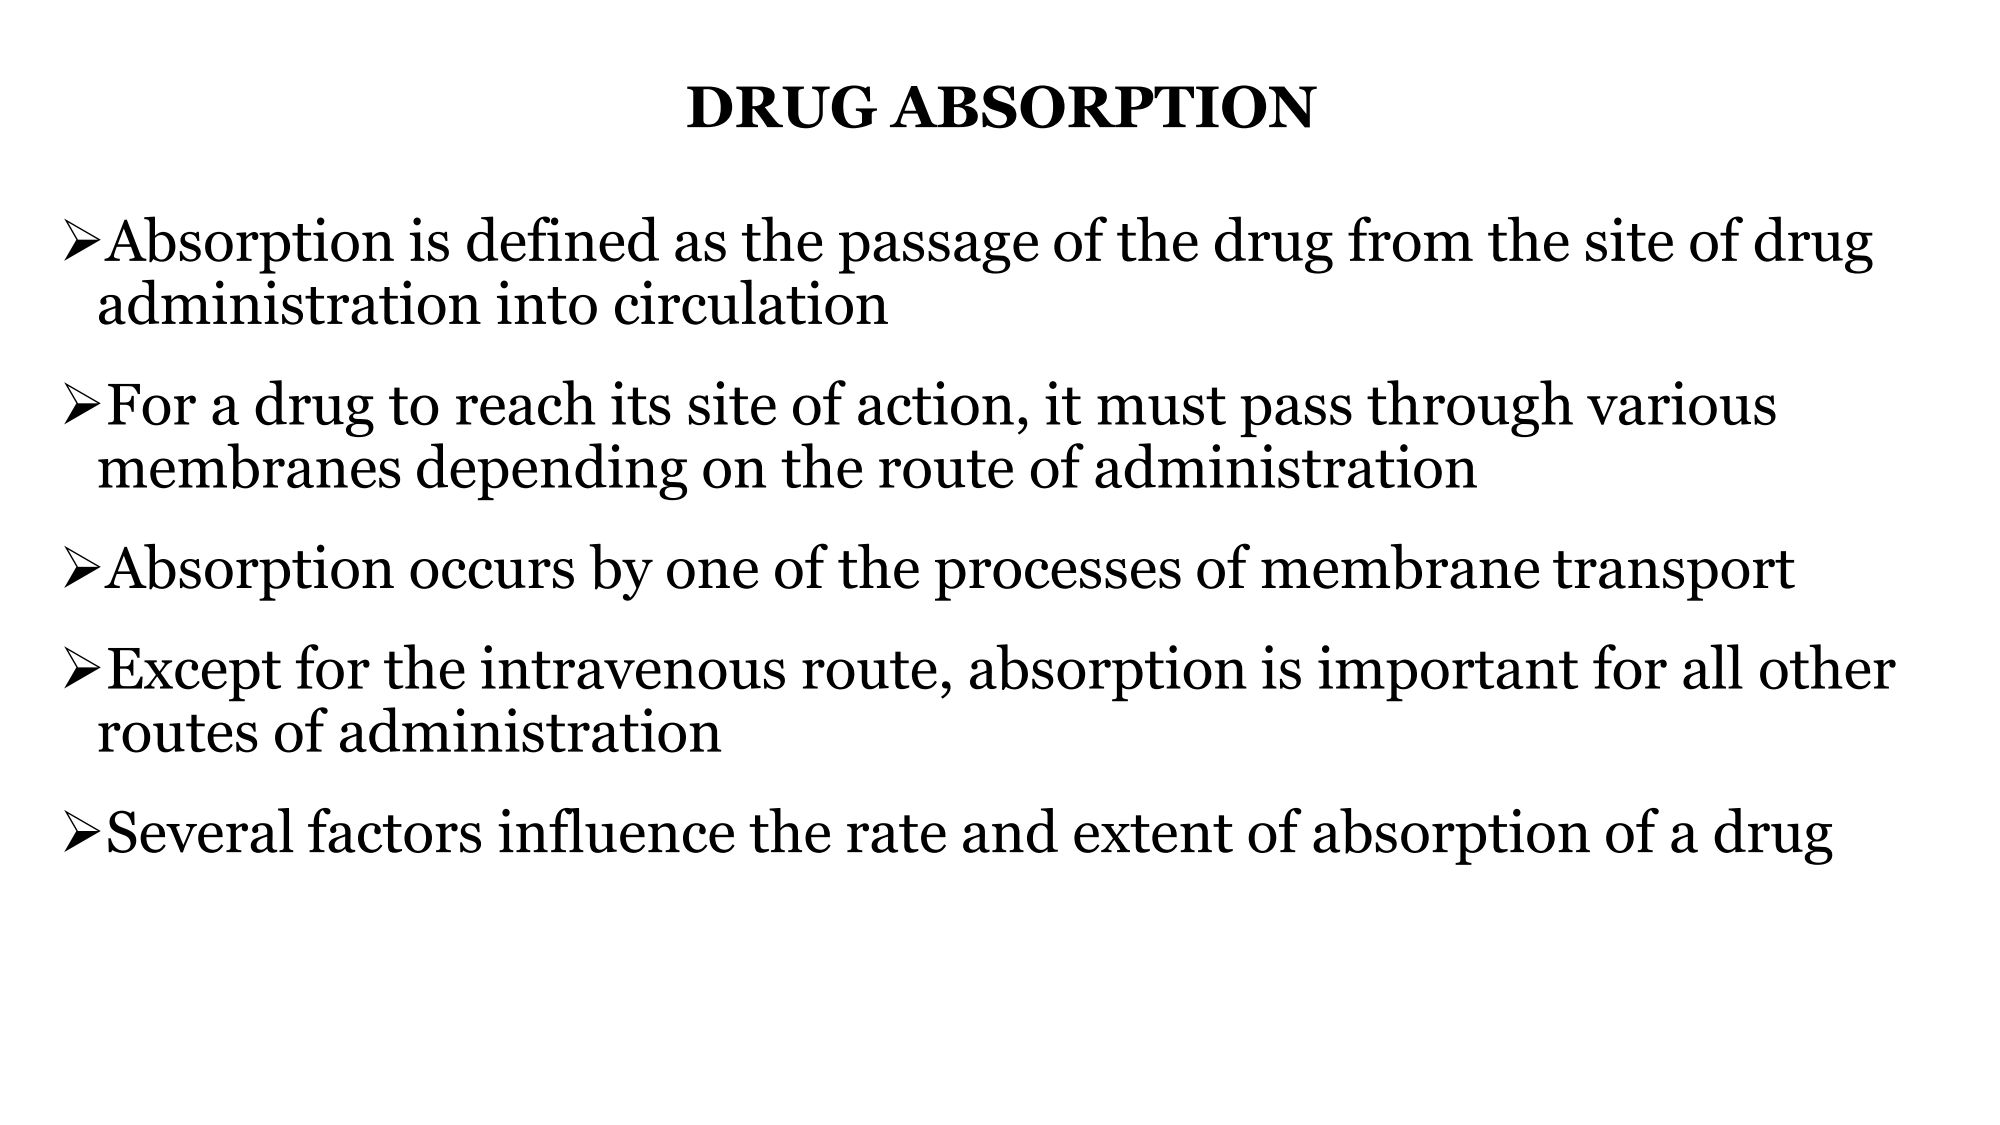 DRUG ABSORPTION
➢Absorption is defined as the passage of the drug from the site of drug
administration into circulation
➢For a drug to reach its site of action, it must pass through various
membranes depending on the route of administration
➢Absorption occurs by one of the processes of membrane transport
➢Except for the intravenous route, absorption is important for all other
routes of administration
➢Several factors influence the rate and extent of absorption of a drug